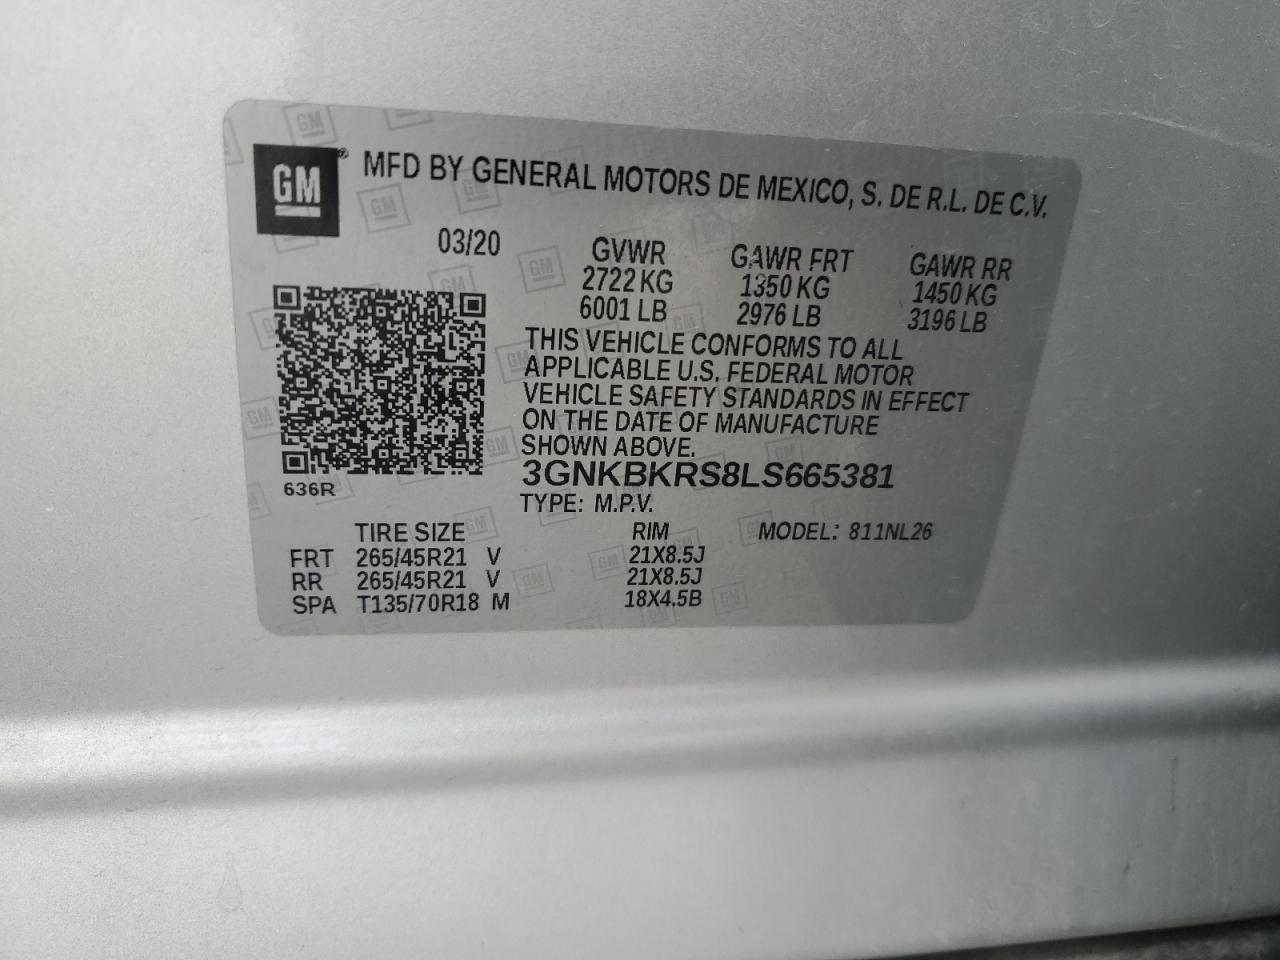 GM® MFD BY GENERAL MOTORS DE MEXICO, S. DE R.L. DE C.V.
03/20 GVWR GAWR FRT GAWR RR
2722 KG 1350 KG 1450 KG
6001 LB 2976 LB 3196 LB
THIS VEHICLE CONFORMS TO ALL
APPLICABLE U.S. FEDERAL MOTOR
VEHICLE SAFETY STANDARDS IN EFFECT
ON THE DATE OF MANUFACTURE
SHOWN ABOVE.
3GNKBKRS8LS665381
636R
TYPE: M.P.V.
TIRE SIZE RIM MODEL: 811NL26
FRT 265/45R21 V 21X8.5J
RR 265/45R21 V 21X8.5J
SPA T135/70R18 M 18X4.5B